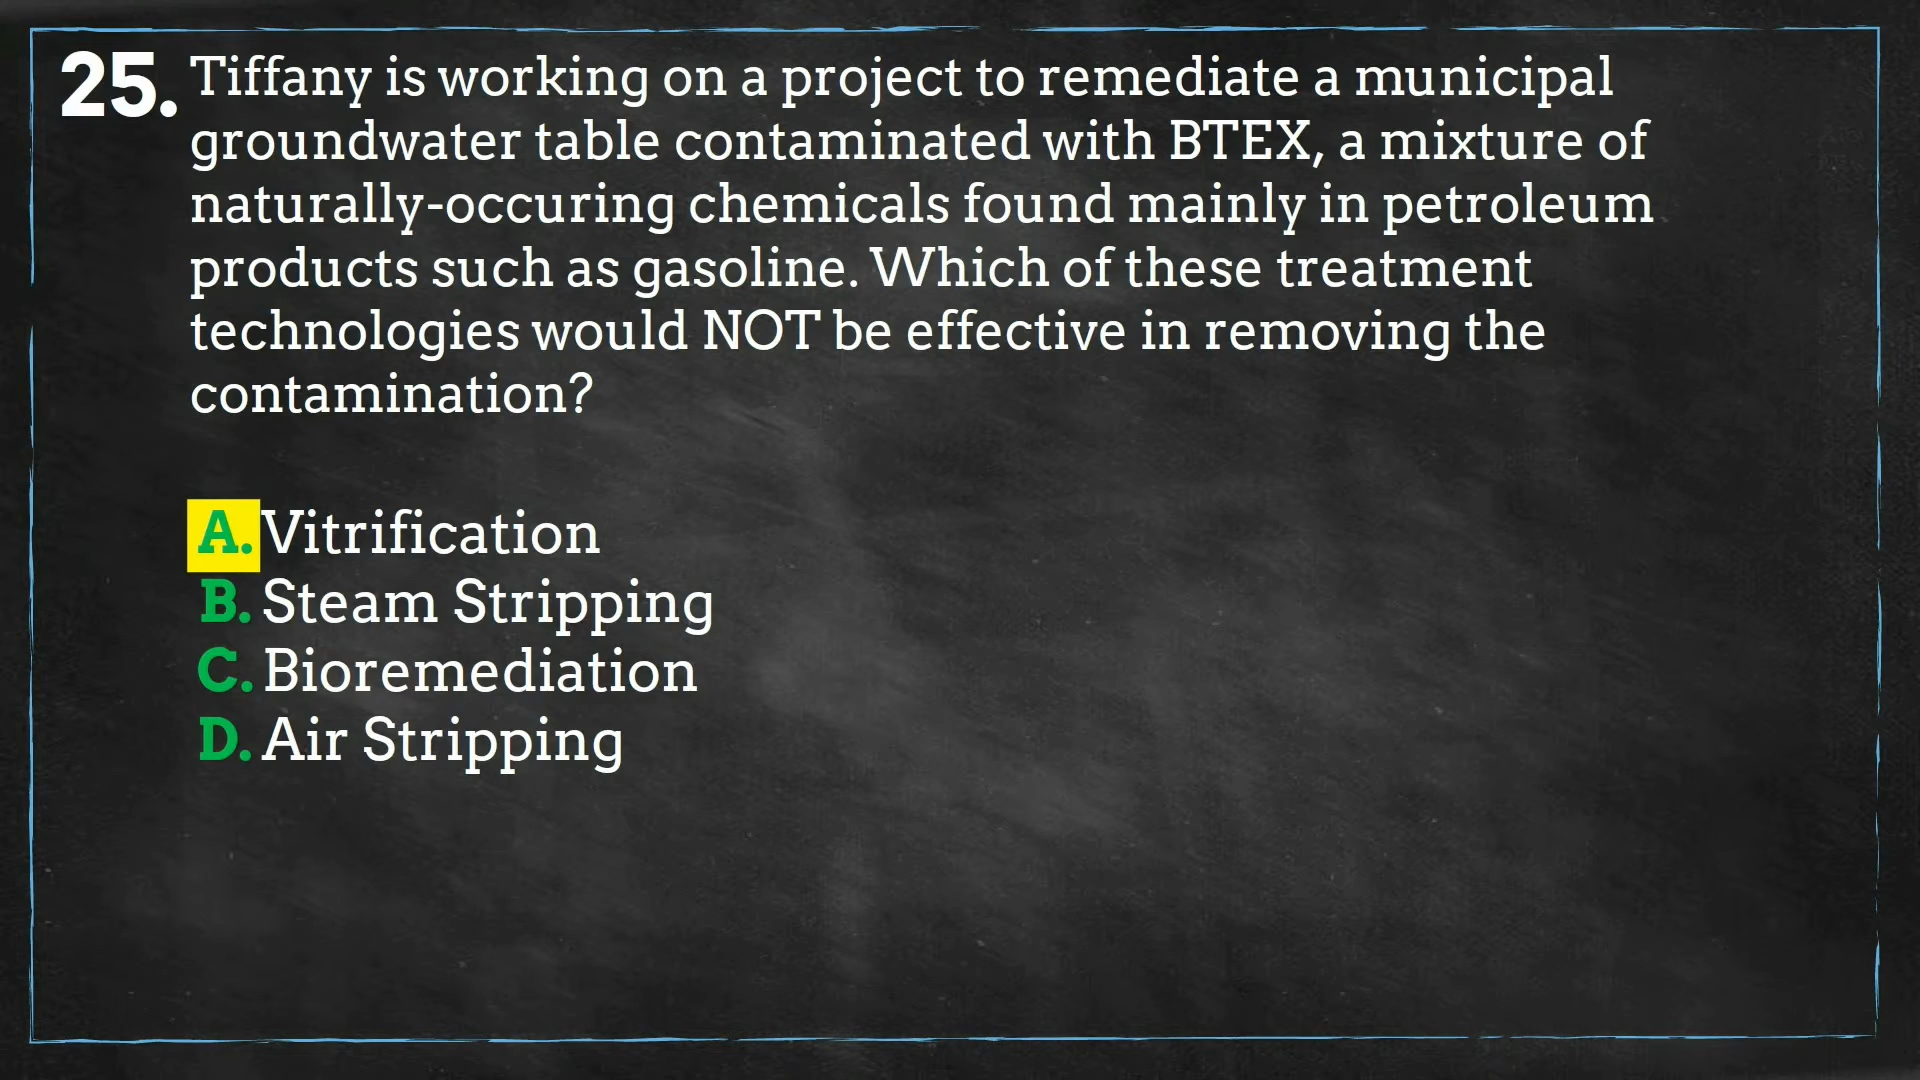 25. Tiffany is working on a project to remediate a municipal
groundwater table contaminated with BTEX, a mixture of
naturally-occuring chemicals found mainly in petroleum
products such as gasoline. Which of these treatment
technologies would NOT be effective in removing the
contamination?
A. Vitrification
B. Steam Stripping
C. Bioremediation
D. Air Stripping